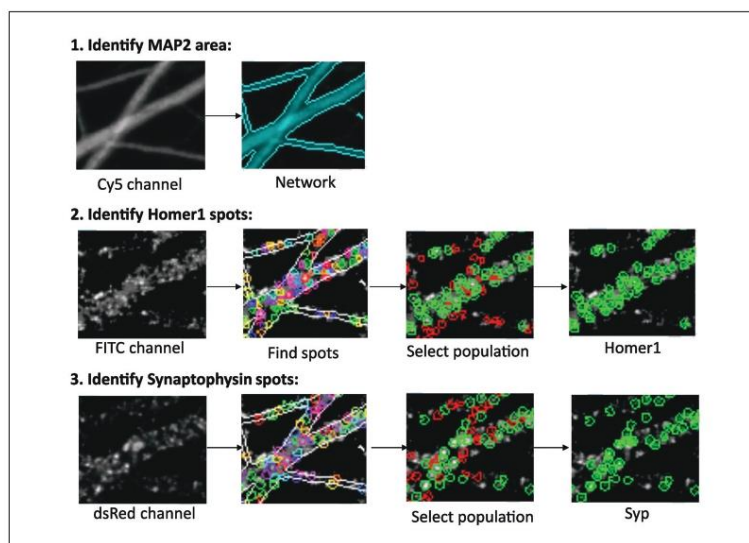 1. Identify MAP2 area:
Cy5 channel
Network
2. Identify Homer1 spots:
FITC channel
Find spots
Select population
Homer1
3. Identify Synaptophysin spots:
dsRed channel
Select population
Syp